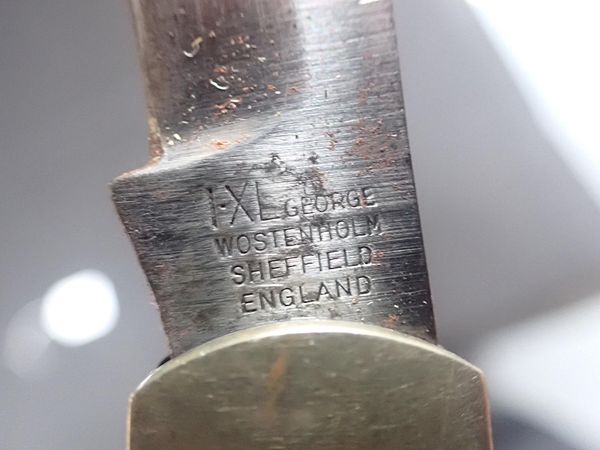 I·XL GEORGE
WOSTENHOLM
SHEFFIELD
ENGLAND